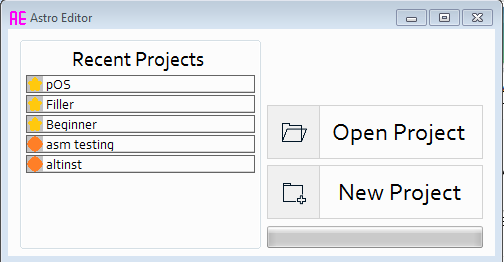 AE Astro Editor
Recent Projects
pOS
Filler
Beginner
asm testing
altinst
Open Project
New Project